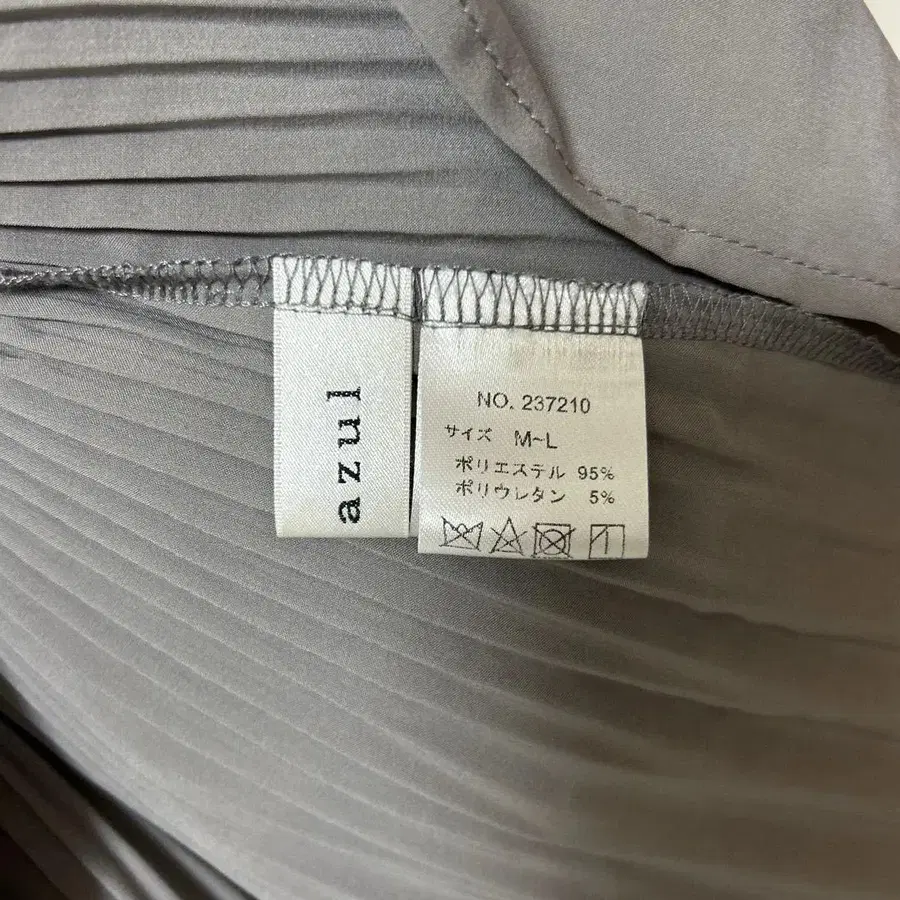 azul
NO. 237210
サイズ M~L
ポリエステル 95%
ポリウレタン 5%